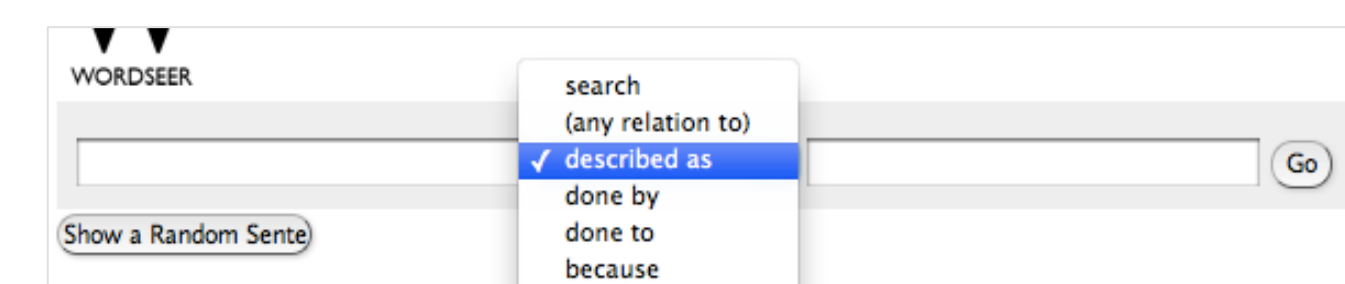 WORDSEER
search
(any relation to)
✓ described as
done by
done to
because
Go
Show a Random Sente